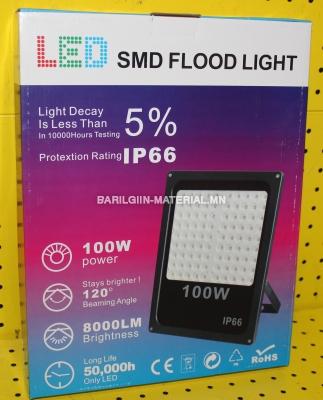 LED SMD FLOOD LIGHT
Light Decay
Is Less Than
In 10000Hours Testing
5%
Protextion Rating IP66
BARILGIIN-MATERIAL.MN
100W
power
Stays brighter !
120°
Beaming Angle
8000LM
Brightness
Long Life
50,000h
Only LED
100W
IP66
CE
RoHS